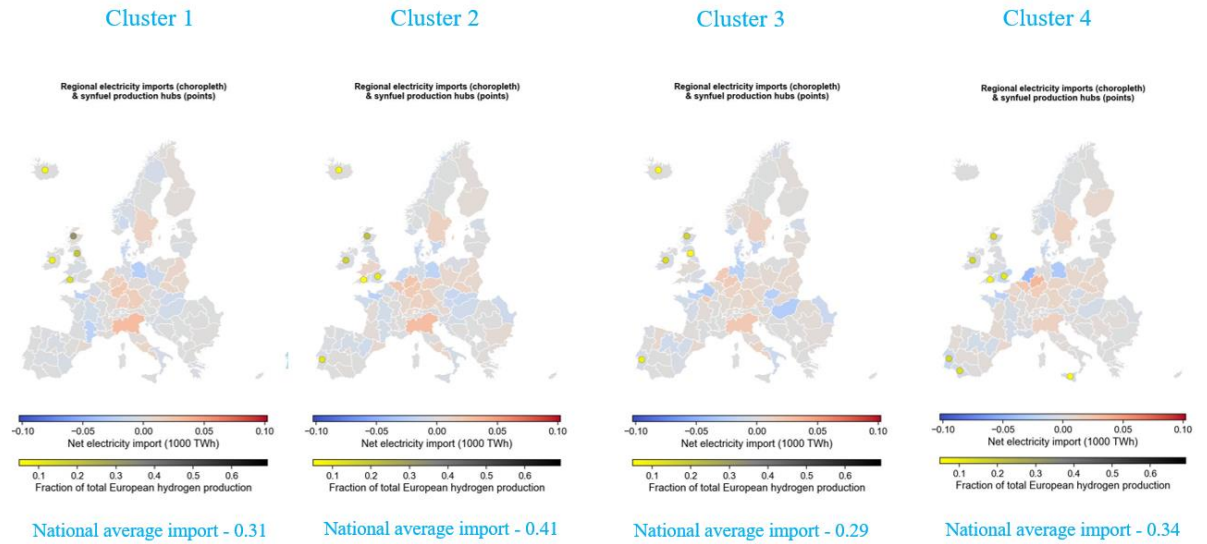 Cluster 1
Regional electricity imports (choropleth)
& synfuel production hubs (points)
−0.10 −0.05 0.00 0.05 0.10
Net electricity import (1000 TWh)
0.1 0.2 0.3 0.4 0.5 0.6
Fraction of total European hydrogen production
National average import - 0.31
Cluster 2
Regional electricity imports (choropleth)
& synfuel production hubs (points)
−0.10 −0.05 0.00 0.05 0.10
Net electricity import (1000 TWh)
0.1 0.2 0.3 0.4 0.5 0.6
Fraction of total European hydrogen production
National average import - 0.41
Cluster 3
Regional electricity imports (choropleth)
& synfuel production hubs (points)
−0.10 −0.05 0.00 0.05 0.10
Net electricity import (1000 TWh)
0.1 0.2 0.3 0.4 0.5 0.6
Fraction of total European hydrogen production
National average import - 0.29
Cluster 4
Regional electricity imports (choropleth)
& synfuel production hubs (points)
−0.10 −0.05 0.00 0.05 0.10
Net electricity import (1000 TWh)
0.1 0.2 0.3 0.4 0.5 0.6
Fraction of total European hydrogen production
National average import - 0.34